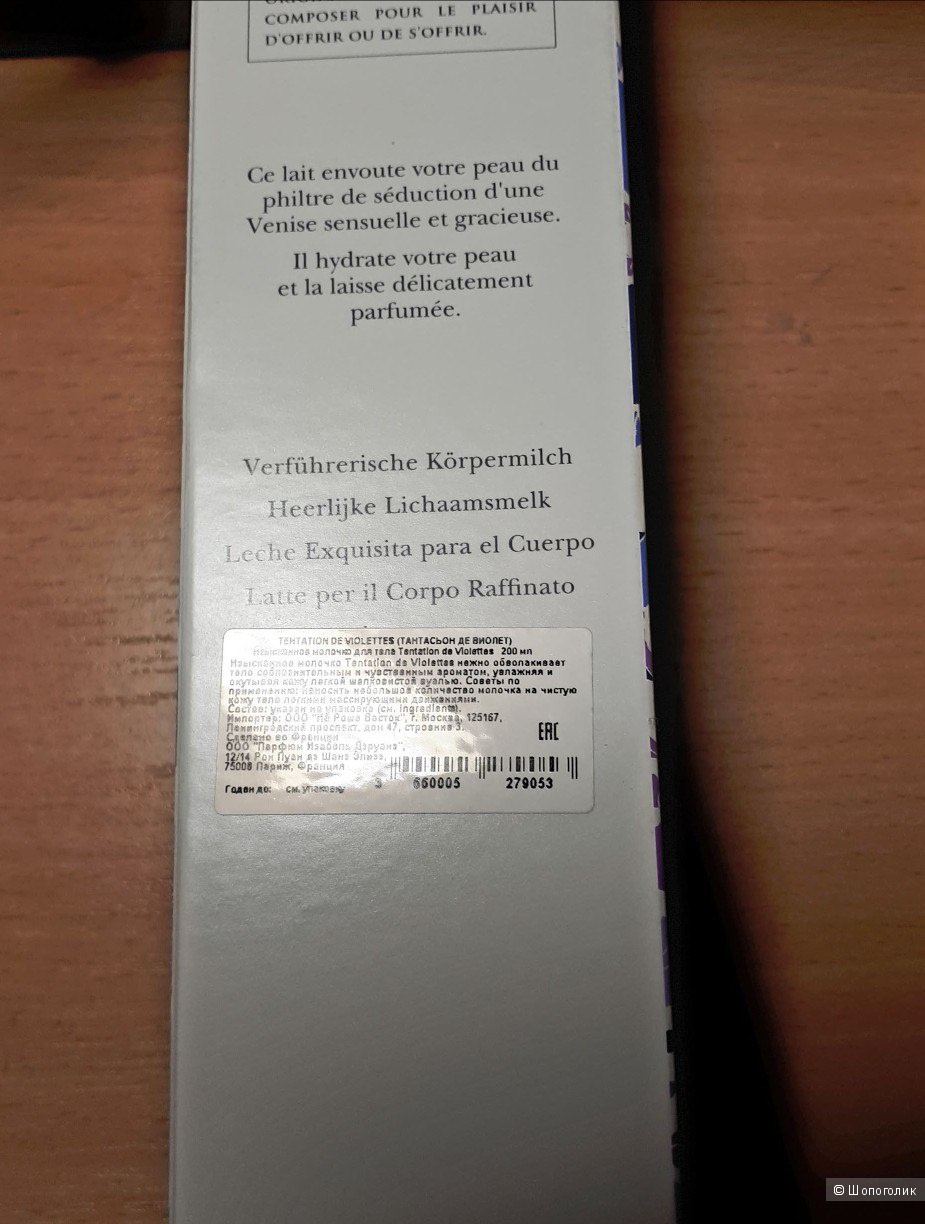 COMPOSER POUR LE PLAISIR
D'OFFRIR OU DE S'OFFRIR.
Ce lait envoute votre peau du
philtre de séduction d'une
Venise sensuelle et gracieuse.
Il hydrate votre peau
et la laisse délicatement
parfumée.
Verführerische Körpermilch
Heerlijke Lichaamsmelk
Leche Exquisita para el Cuerpo
Latte per il Corpo Raffinato
TENTATION DE VIOLETTES (ТАНТАСЬОН ДЕ ВИОЛЕТ)
Изысканное молочко для тела Tentation de Violettes 200 мл
Изысканное молочко Tentation de Violettes нежно обволакивает
тело соблазнительным и чувственным ароматом, увлажняя и
окутывая кожу легкой шелковистой вуалью. Советы по
применению: наносить небольшое количество молочка на чистую
кожу тела легкими массирующими движениями.
Состав: указан на упаковке (см. Ingredients).
Импортер: ООО "Ив Роше Восток", г. Москва, 125167,
Ленинградский проспект, дом 47, строение 3.
Сделано во Франции
EAC
ООО "Парфюм Изабель Дэруана",
12/14 Рон Пуан дэ Шанз Элизэ,
75008 Париж, Франция
Годен до: см. упаковку
3 660005 279053
© Шопоголик